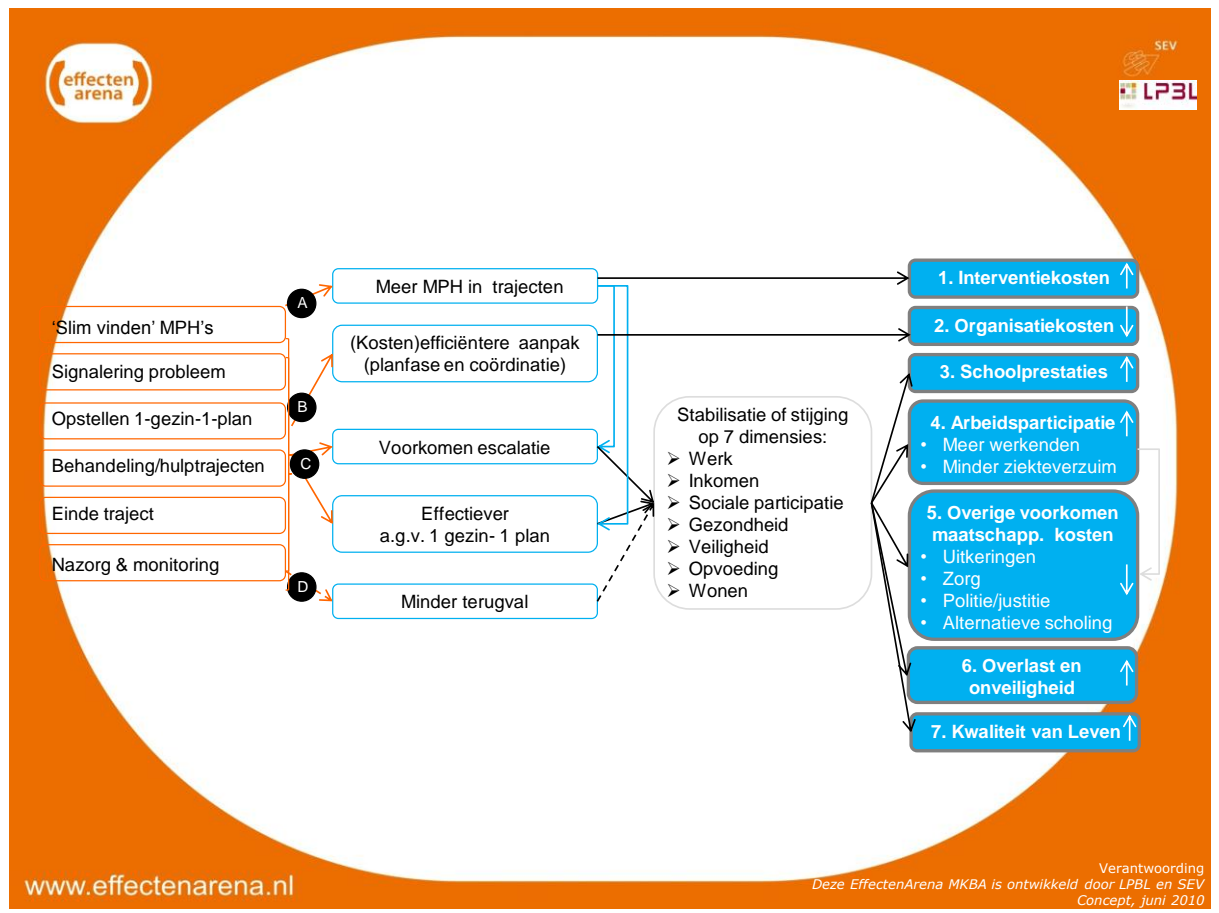 effecten
arena
SEV
LPBL
'Slim vinden' MPH's
Signalering probleem
Opstellen 1-gezin-1-plan
Behandeling/hulptrajecten
Einde traject
Nazorg & monitoring
A
B
C
D
Meer MPH in trajecten
(Kosten)efficiëntere aanpak
(planfase en coördinatie)
Voorkomen escalatie
Effectiever
a.g.v. 1 gezin- 1 plan
Minder terugval
Stabilisatie of stijging
op 7 dimensies:
➢ Werk
➢ Inkomen
➢ Sociale participatie
➢ Gezondheid
➢ Veiligheid
➢ Opvoeding
➢ Wonen
1. Interventiekosten
2. Organisatiekosten
3. Schoolprestaties
4. Arbeidsparticipatie
• Meer werkenden
• Minder ziekteverzuim
5. Overige voorkomen
maatschapp. kosten
• Uitkeringen
• Zorg
• Politie/justitie
• Alternatieve scholing
6. Overlast en
onveiligheid
7. Kwaliteit van Leven
www.effectenarena.nl
Verantwoording
Deze EffectenArena MKBA is ontwikkeld door LPBL en SEV
Concept, juni 2010